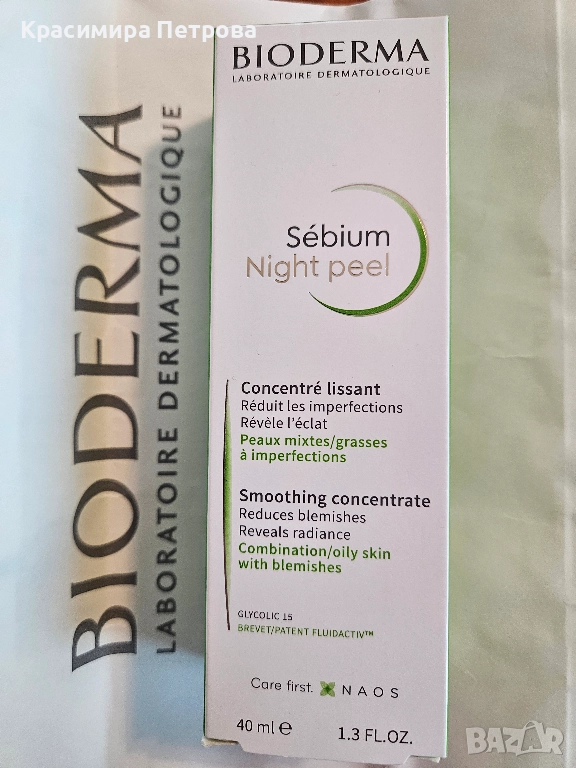 Красимира Петрова
BIODERMA
LABORATOIRE DERMATOLOGIQUE
BIODERMA
LABORATOIRE DERMATOLOGIQUE
Sébium
Night peel
Concentré lissant
Réduit les imperfections
Révèle l'éclat
Peaux mixtes/grasses
à imperfections
Smoothing concentrate
Reduces blemishes
Reveals radiance
Combination/oily skin
with blemishes
GLYCOLIC 15
BREVET/PATENT FLUIDACTIV™
Care first. NAOS
40 ml ℮ 1.3 FL.OZ.
BAZAR